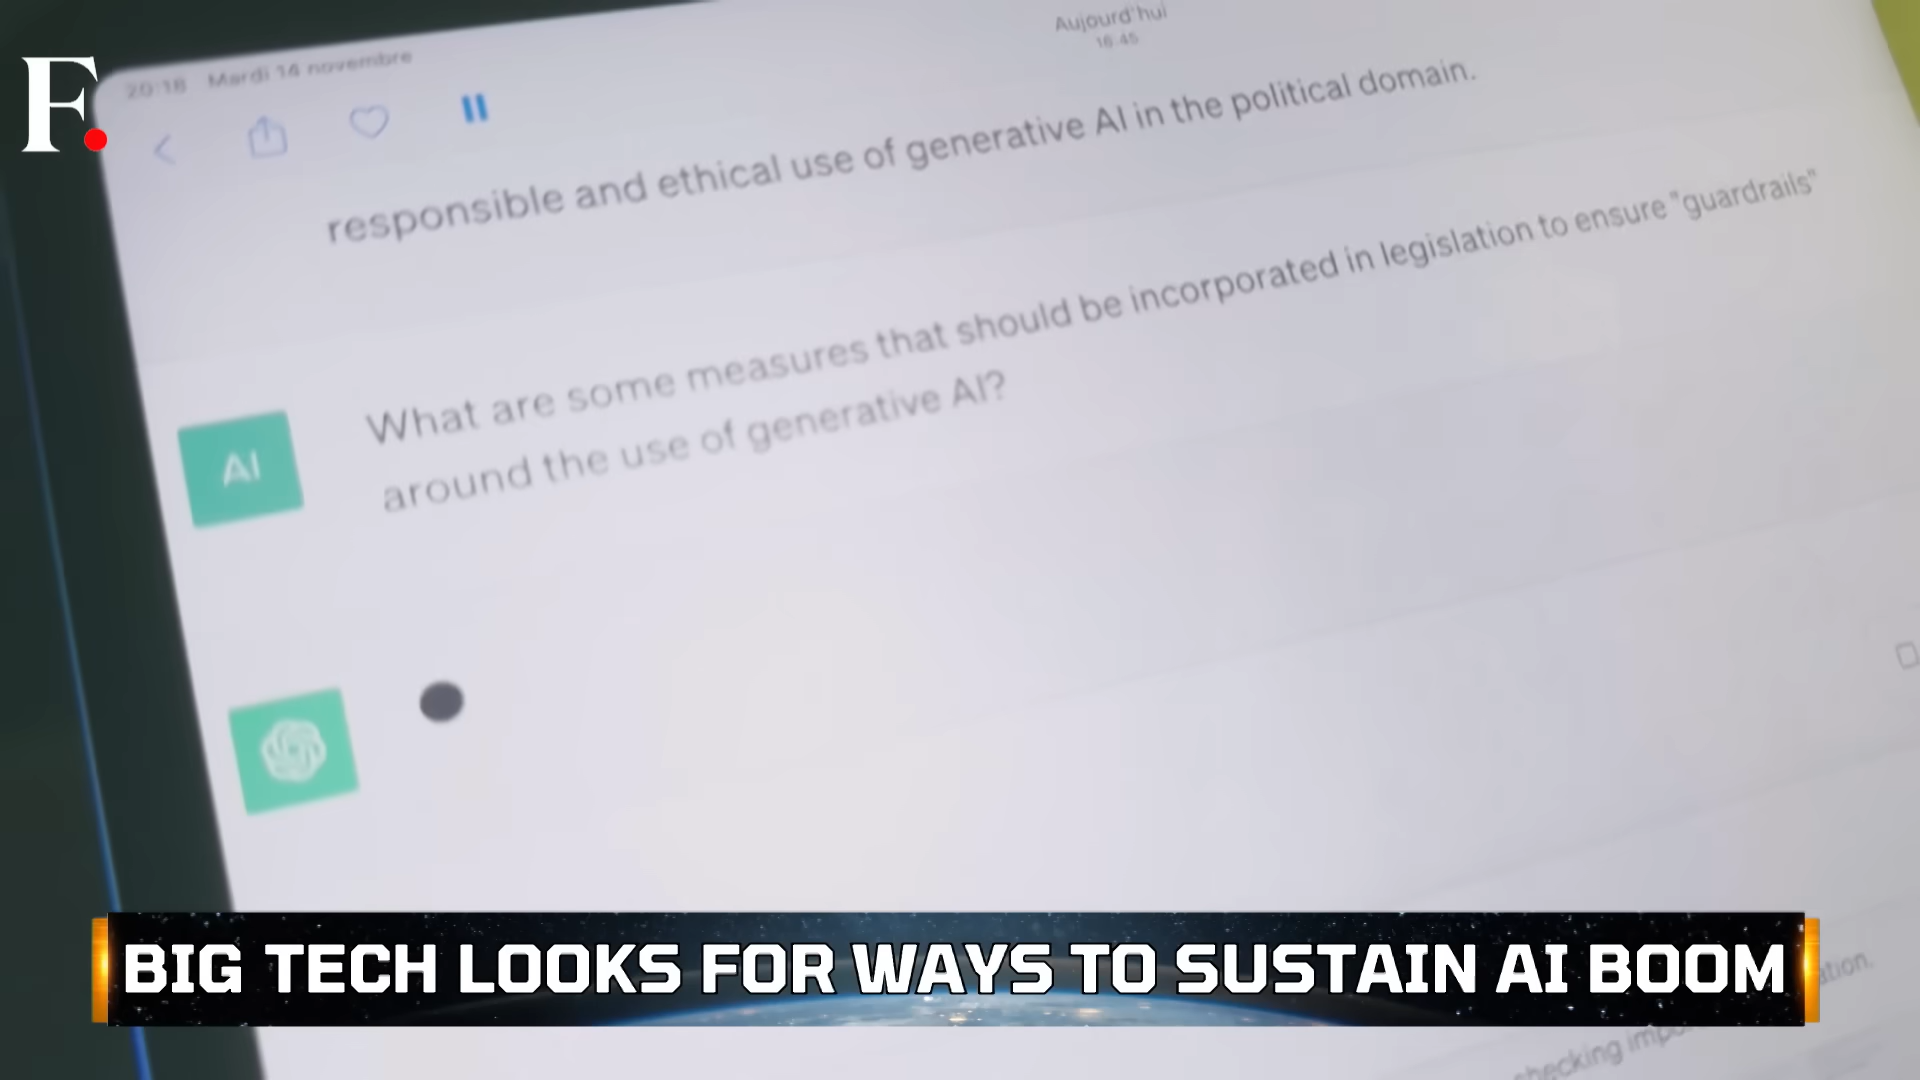 F.
20:18 Mardi 14 novembre
Aujourd'hui
16:45
responsible and ethical use of generative AI in the political domain.
AI
What are some measures that should be incorporated in legislation to ensure "guardrails"
around the use of generative AI?
BIG TECH LOOKS FOR WAYS TO SUSTAIN AI BOOM
checking